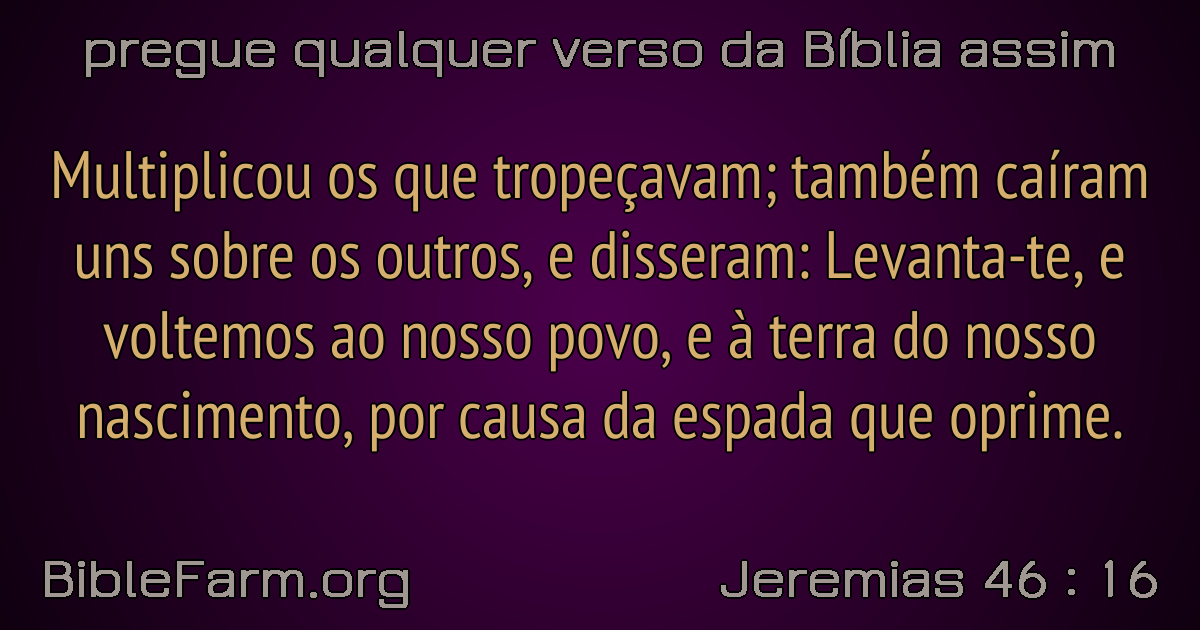 pregue qualquer verso da Bíblia assim
Multiplicou os que tropeçavam; também caíram
uns sobre os outros, e disseram: Levanta-te, e
voltemos ao nosso povo, e à terra do nosso
nascimento, por causa da espada que oprime.
BibleFarm.org
Jeremias 46 : 16